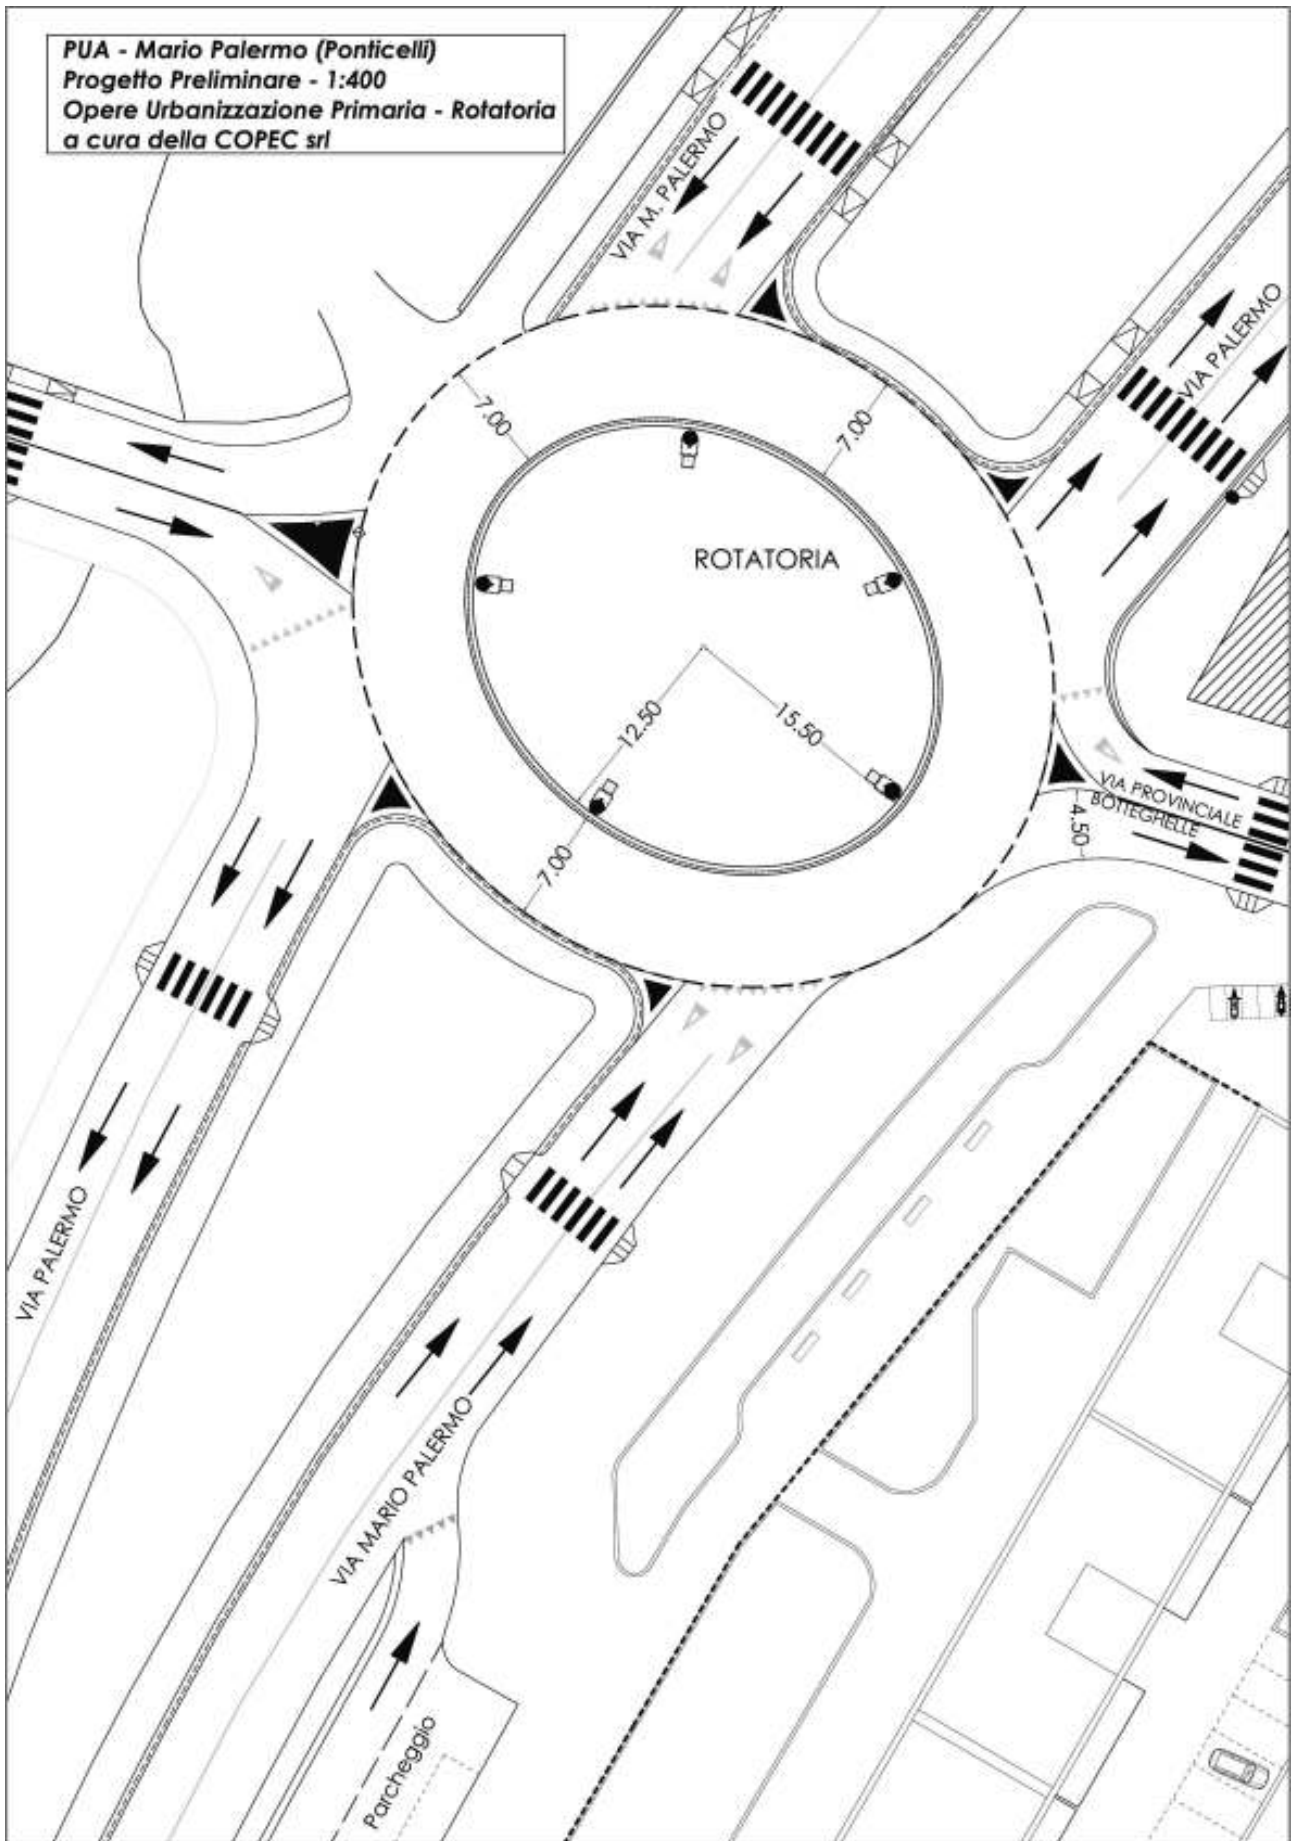 PUA - Mario Palermo (Ponticelli)
Progetto Preliminare - 1:400
Opere Urbanizzazione Primaria - Rotatoria
a cura della COPEC srl
VIA M. PALERMO
VIA PALERMO
7.00
7.00
ROTATORIA
12.50
15.50
VIA PROVINCIALE
BOTTEGHELLE
4.50
7.00
VIA PALERMO
VIA MARIO PALERMO
Parcheggio